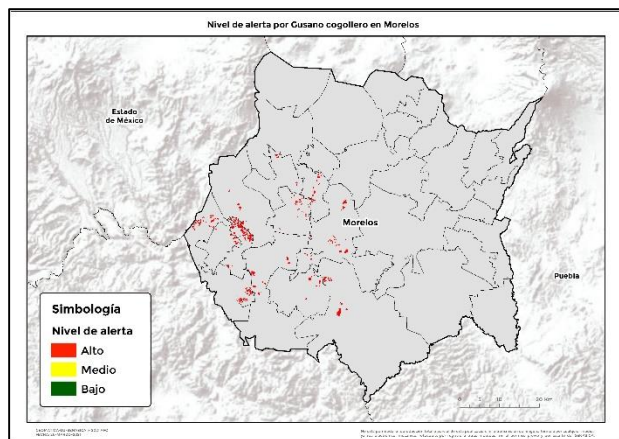 Nivel de alerta por Gusano cogollero en Morelos
Estado
de México
Morelos
Puebla
Simbología
Nivel de alerta
Alto
Medio
Bajo